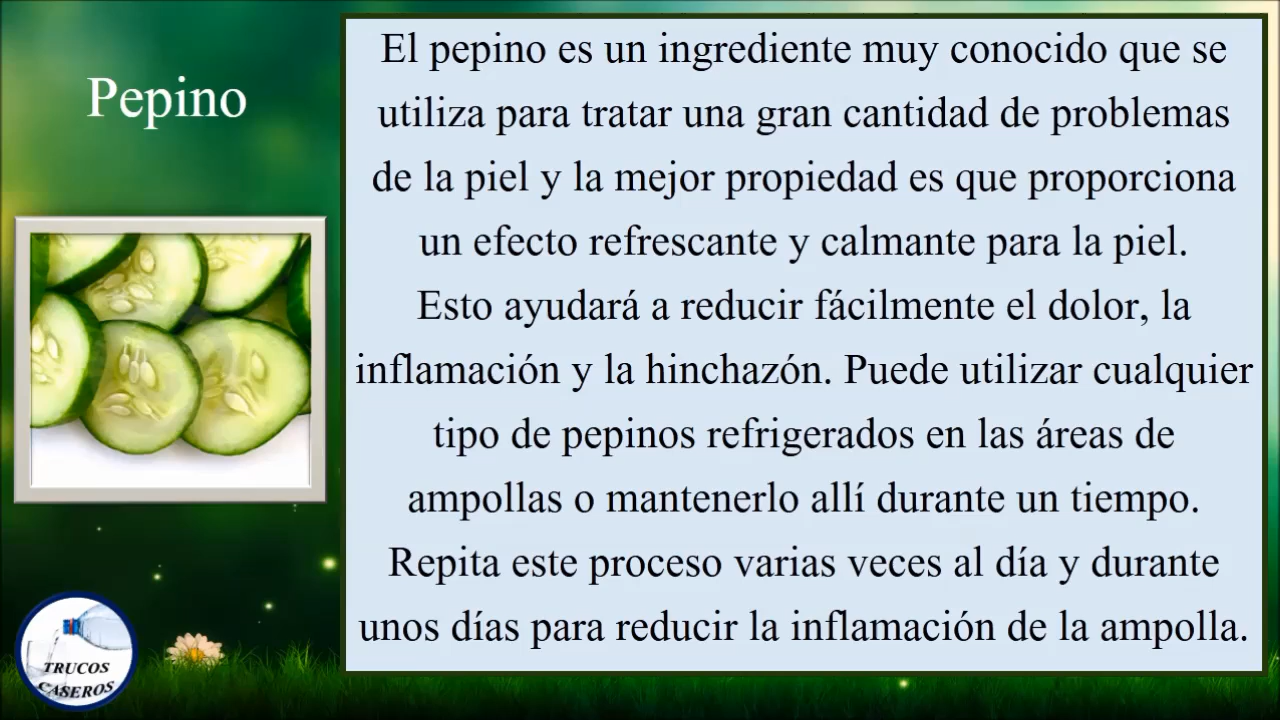 Pepino
El pepino es un ingrediente muy conocido que se
utiliza para tratar una gran cantidad de problemas
de la piel y la mejor propiedad es que proporciona
un efecto refrescante y calmante para la piel.
Esto ayudará a reducir fácilmente el dolor, la
inflamación y la hinchazón. Puede utilizar cualquier
tipo de pepinos refrigerados en las áreas de
ampollas o mantenerlo allí durante un tiempo.
Repita este proceso varias veces al día y durante
unos días para reducir la inflamación de la ampolla.
TRUCOS
CASEROS